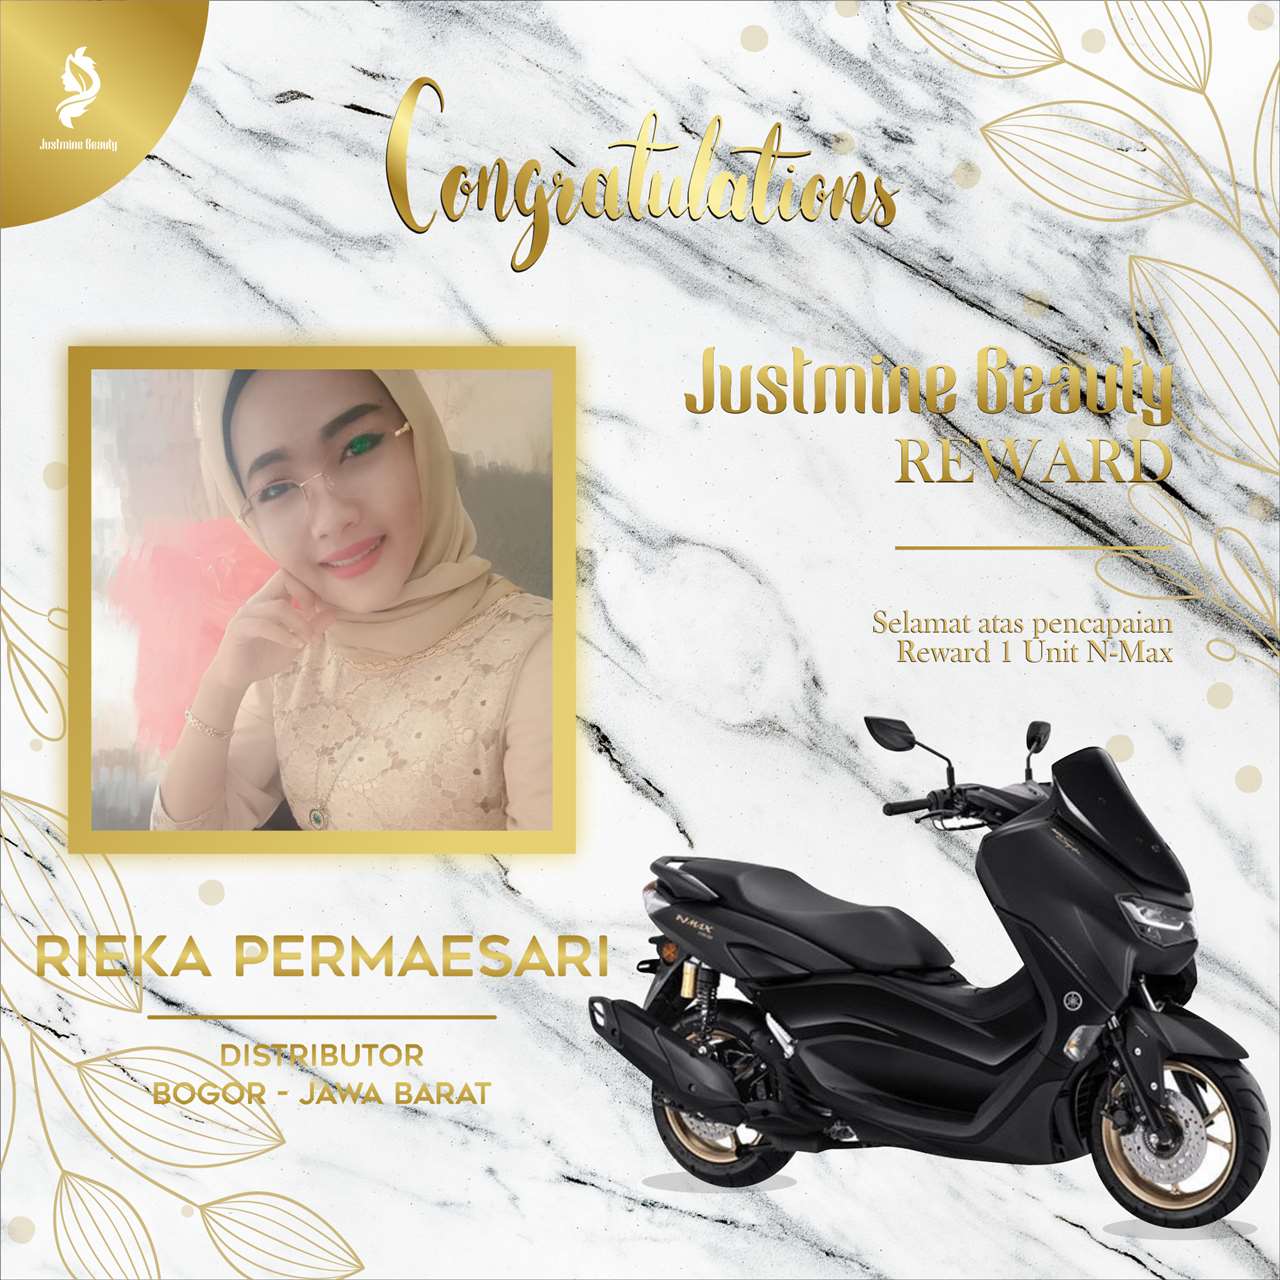 Justmine Beauty
Congratulations
Justmine Beauty
REWARD
Selamat atas pencapaian
Reward 1 Unit N-Max
RIEKA PERMAESARI
DISTRIBUTOR
BOGOR - JAWA BARAT
N-MAX